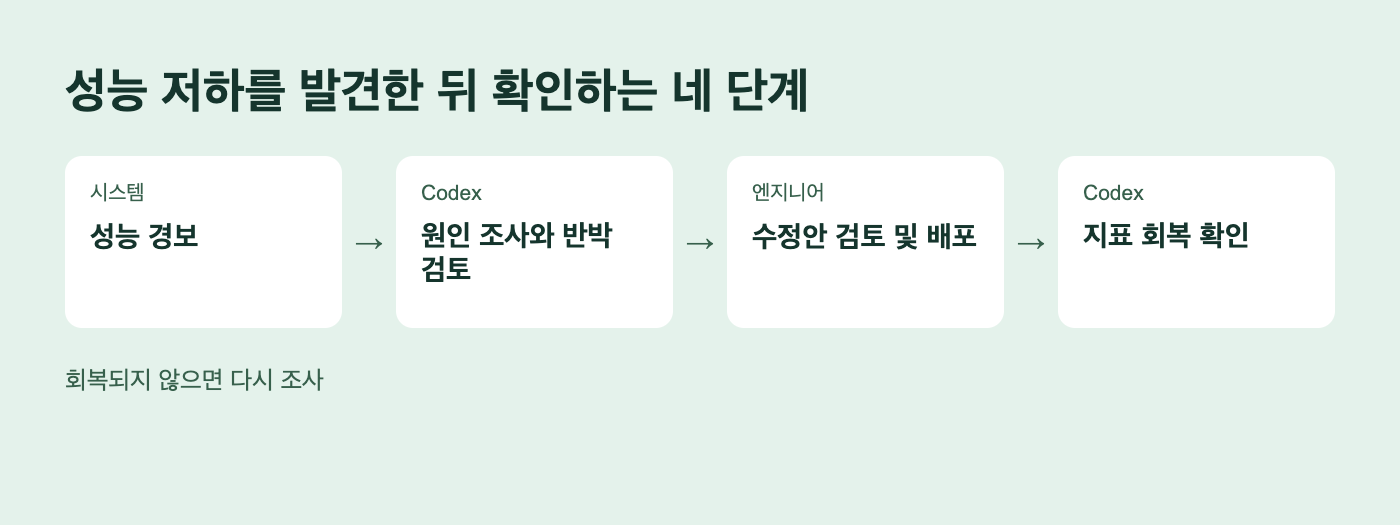 성능 저하를 발견한 뒤 확인하는 네 단계
시스템
성능 경보
→
Codex
원인 조사와 반박
검토
→
엔지니어
수정안 검토 및 배포
→
Codex
지표 회복 확인
회복되지 않으면 다시 조사